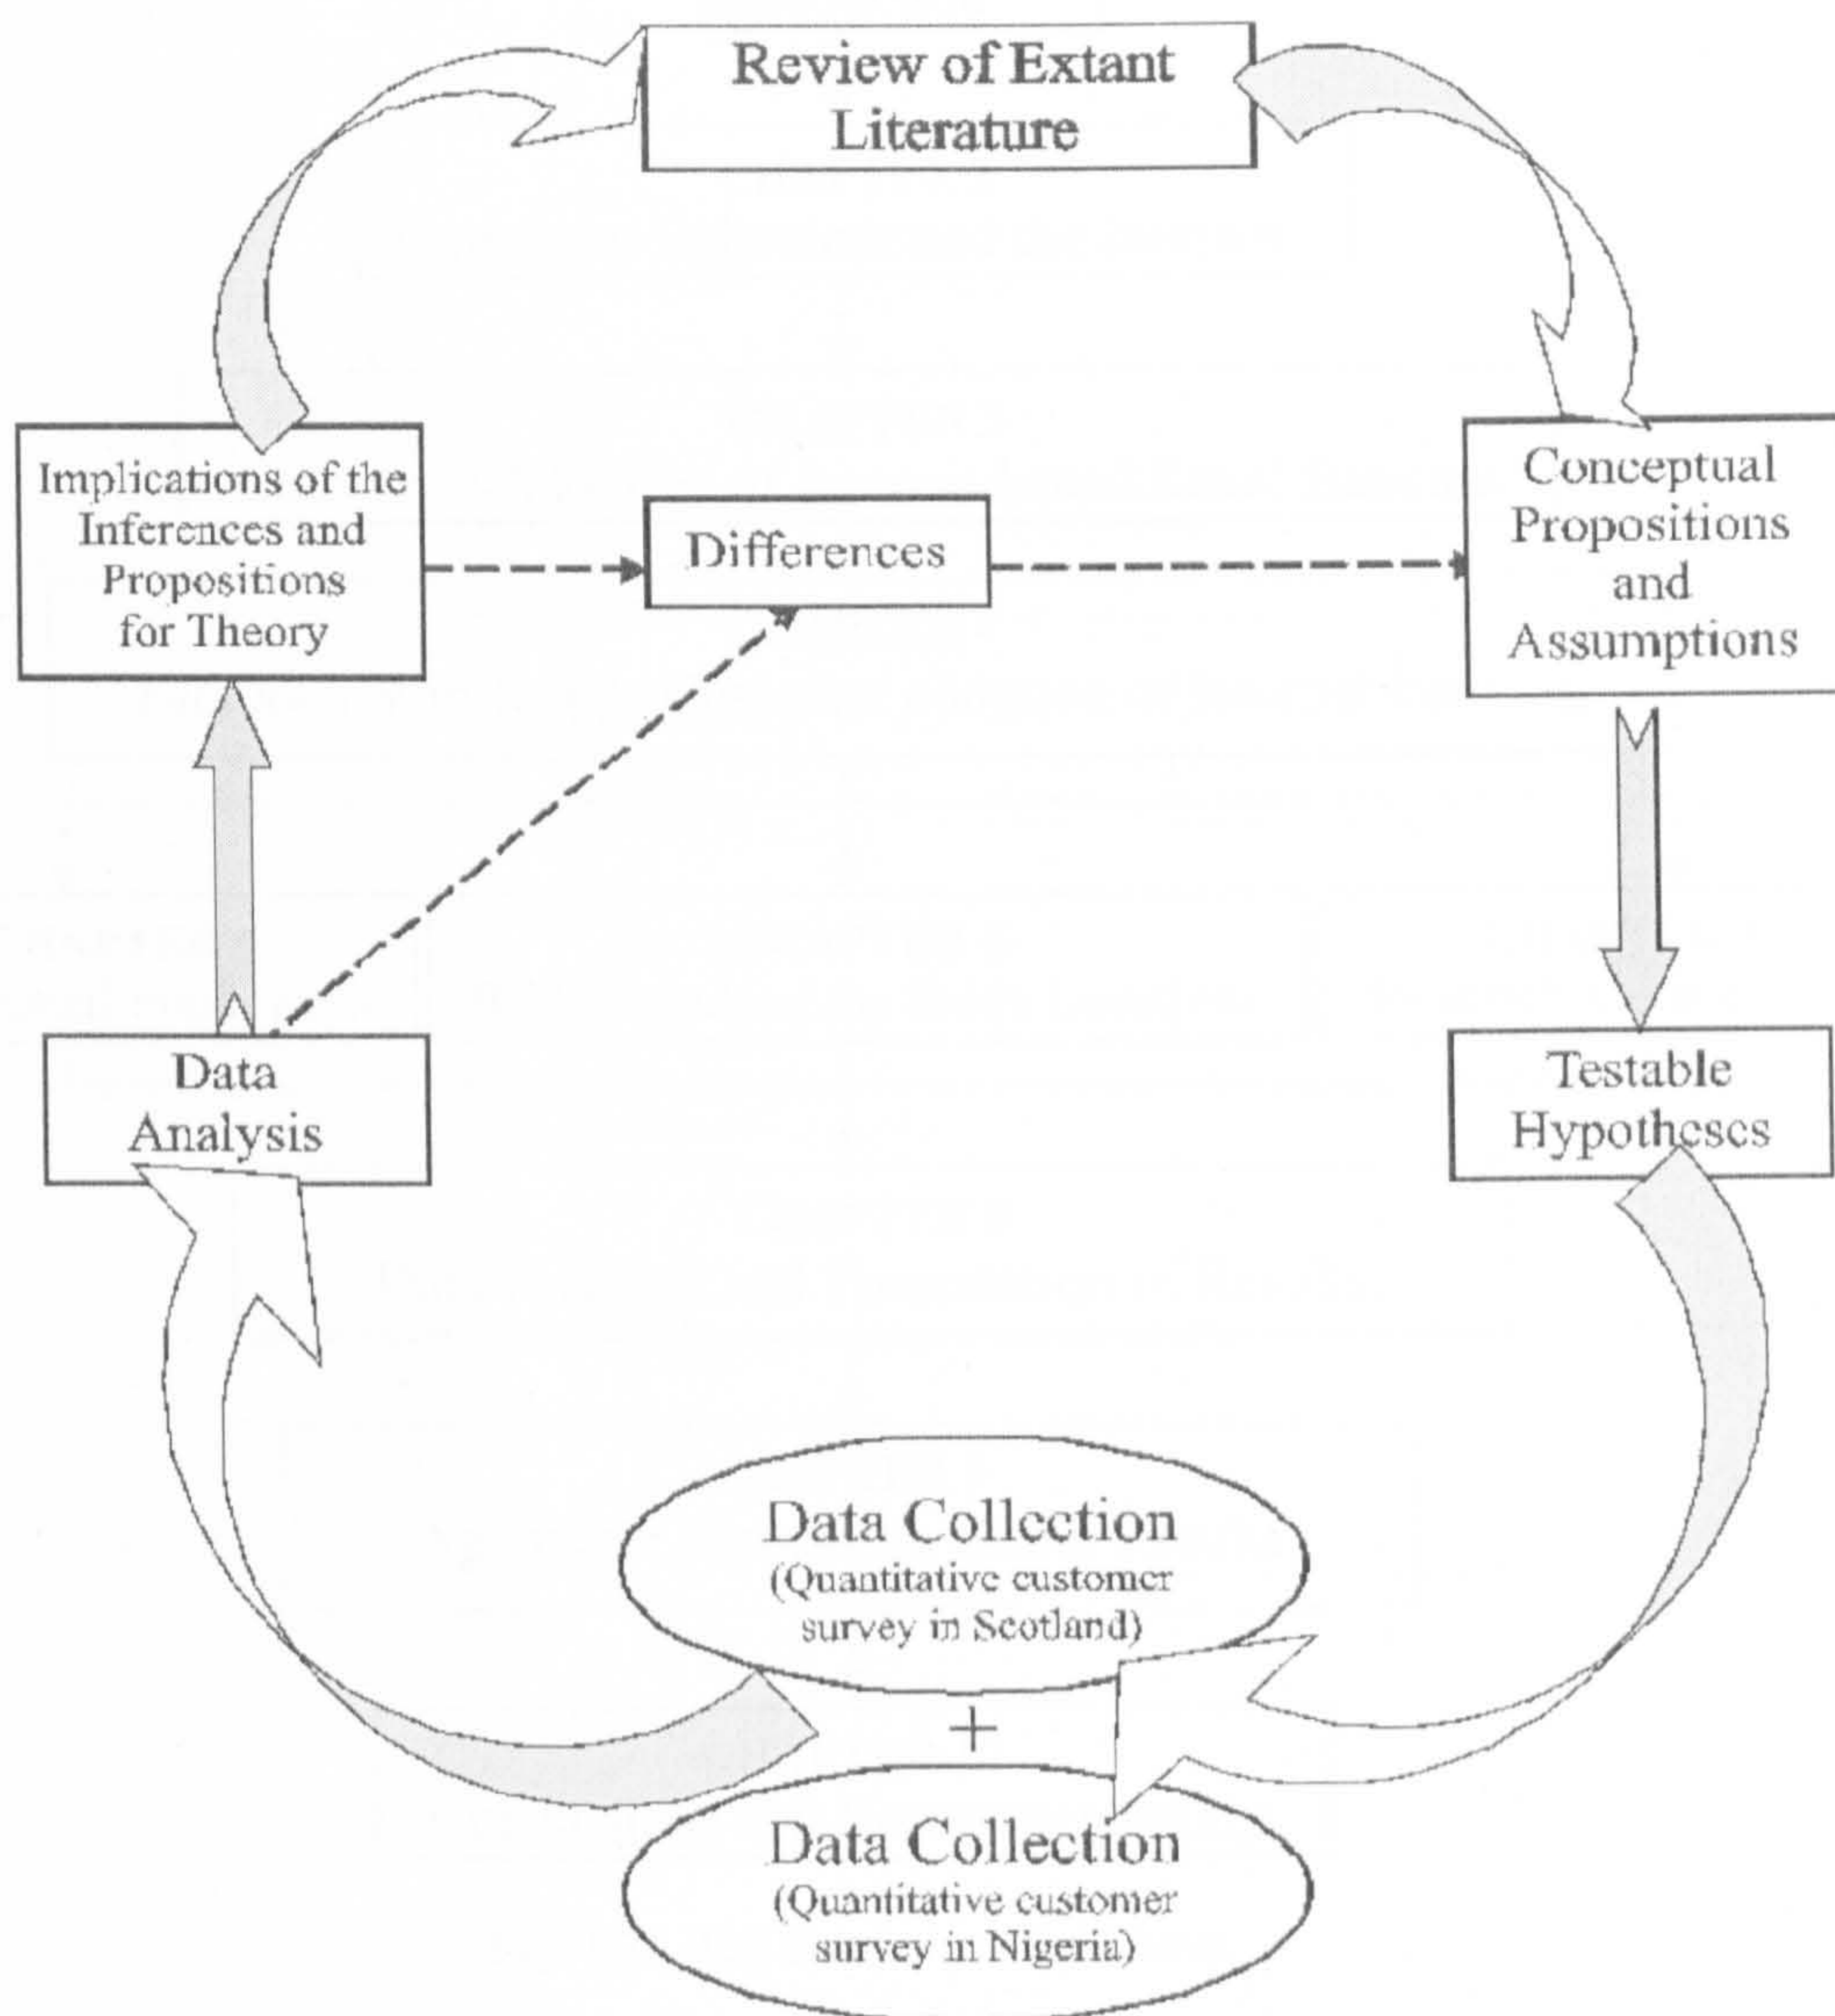 Review of Extant
Literature
Implications of the
Inferences and
Propositions
for Theory
Differences
Conceptual
Propositions
and
Assumptions
Data
Analysis
Testable
Hypotheses
Data Collection
(Quantitative customer
survey in Scotland)
+
Data Collection
(Quantitative customer
survey in Nigeria)